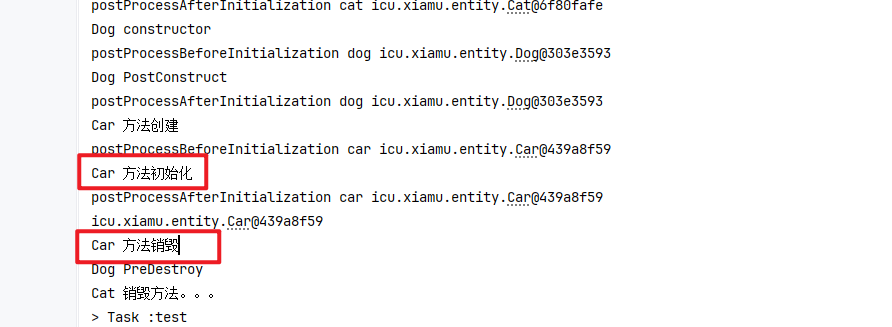 postProcessAfterInitialization cat icu.xiamu.entity.Cat@6f80fafe
Dog constructor
postProcessBeforeInitialization dog icu.xiamu.entity.Dog@303e3593
Dog PostConstruct
postProcessAfterInitialization dog icu.xiamu.entity.Dog@303e3593
Car 方法创建
postProcessBeforeInitialization car icu.xiamu.entity.Car@439a8f59
Car 方法初始化
postProcessAfterInitialization car icu.xiamu.entity.Car@439a8f59
icu.xiamu.entity.Car@439a8f59
Car 方法销毁
Dog PreDestroy
Cat 销毁方法。。。
> Task :test